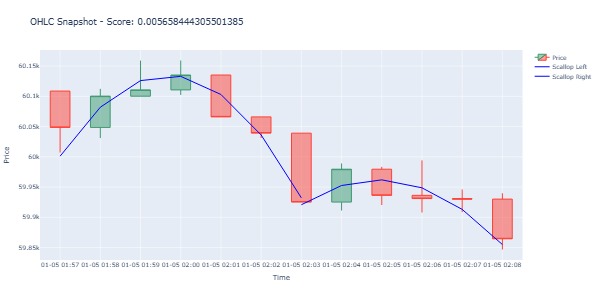 OHLC Snapshot - Score: 0.005658444305501385
Price
Scallop Left
Scallop Right
60.15k
60.1k
60.05k
60k
59.95k
59.9k
59.85k
Price
01-05 01:57 01-05 01:58 01-05 01:59 01-05 02:00 01-05 02:01 01-05 02:02 01-05 02:03 01-05 02:04 01-05 02:05 01-05 02:06 01-05 02:07 01-05 02:08
Time